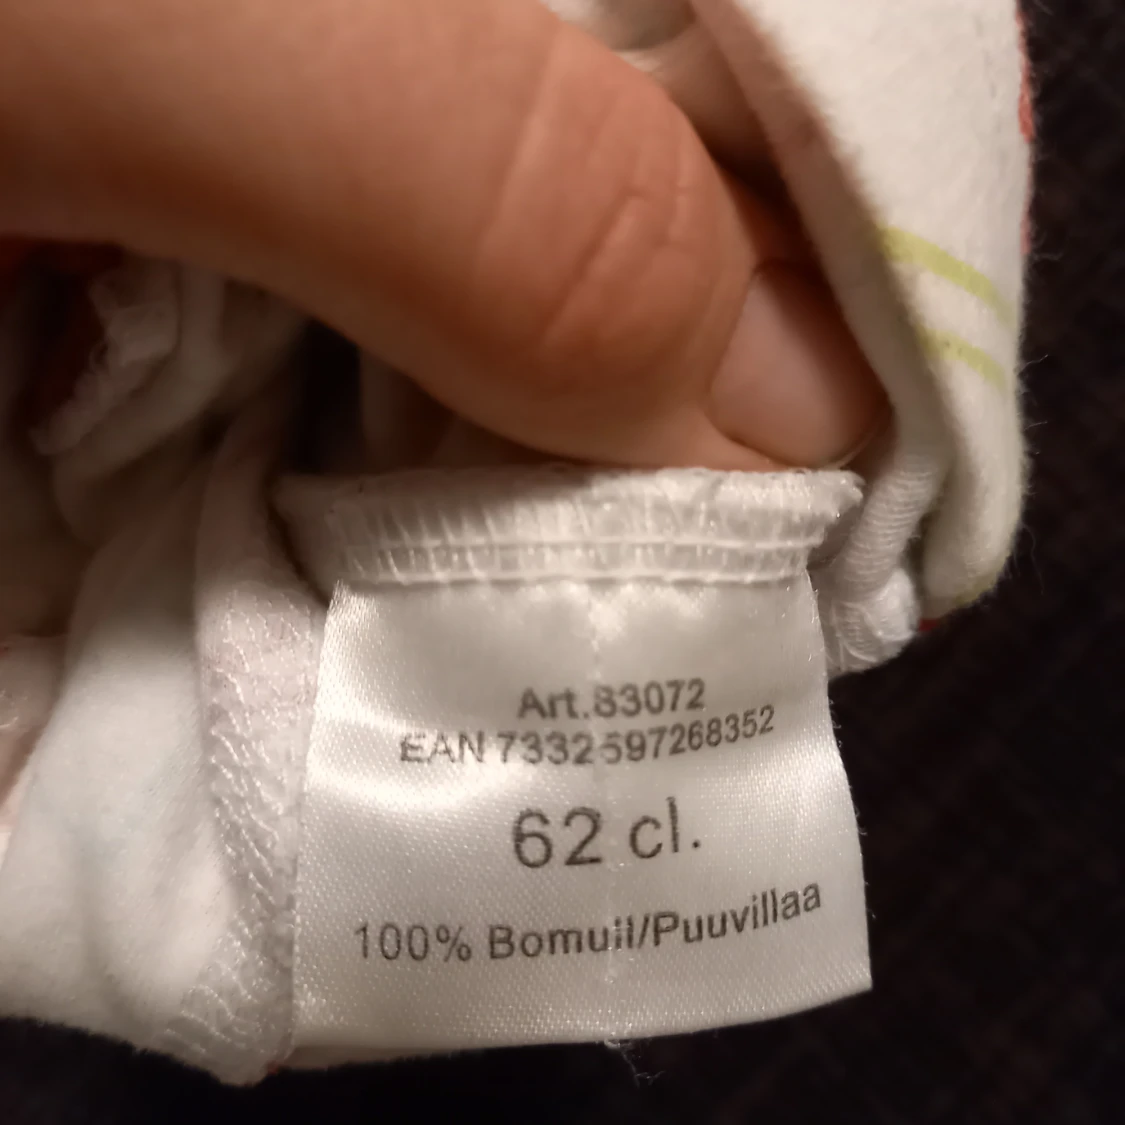 Art.83072
EAN 7332597268352
62 cl.
100% Bomull/Puuvillaa